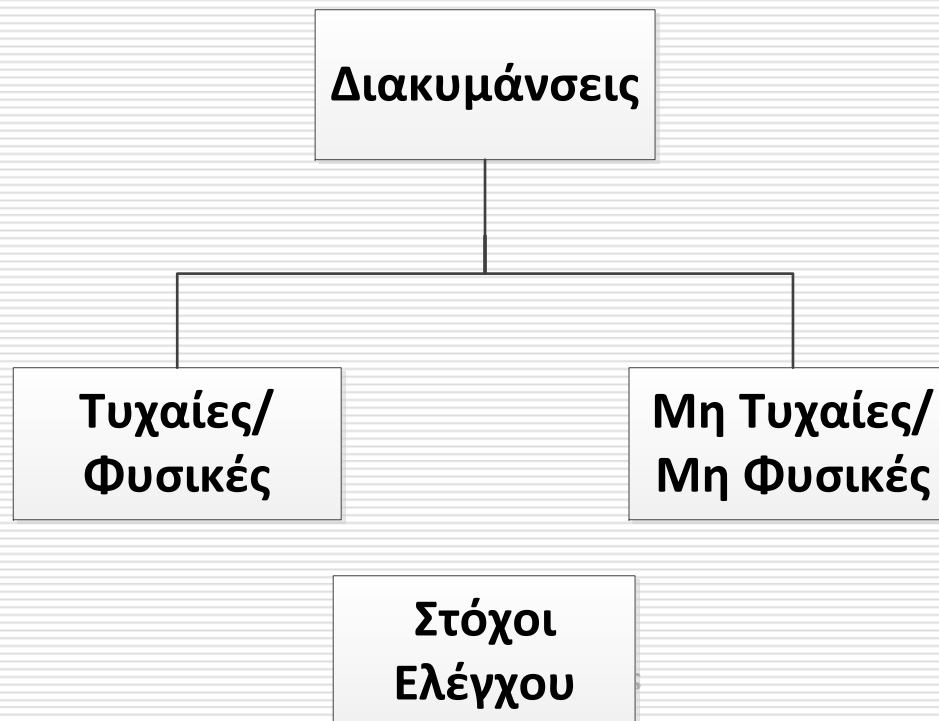 Διακυμάνσεις
Τυχαίες/
Φυσικές
Μη Τυχαίες/
Μη Φυσικές
Στόχοι
Ελέγχου